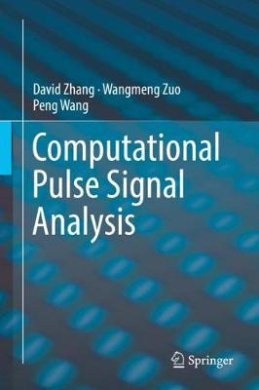 David Zhang · Wangmeng Zuo
Peng Wang
Computational
Pulse Signal
Analysis
Springer